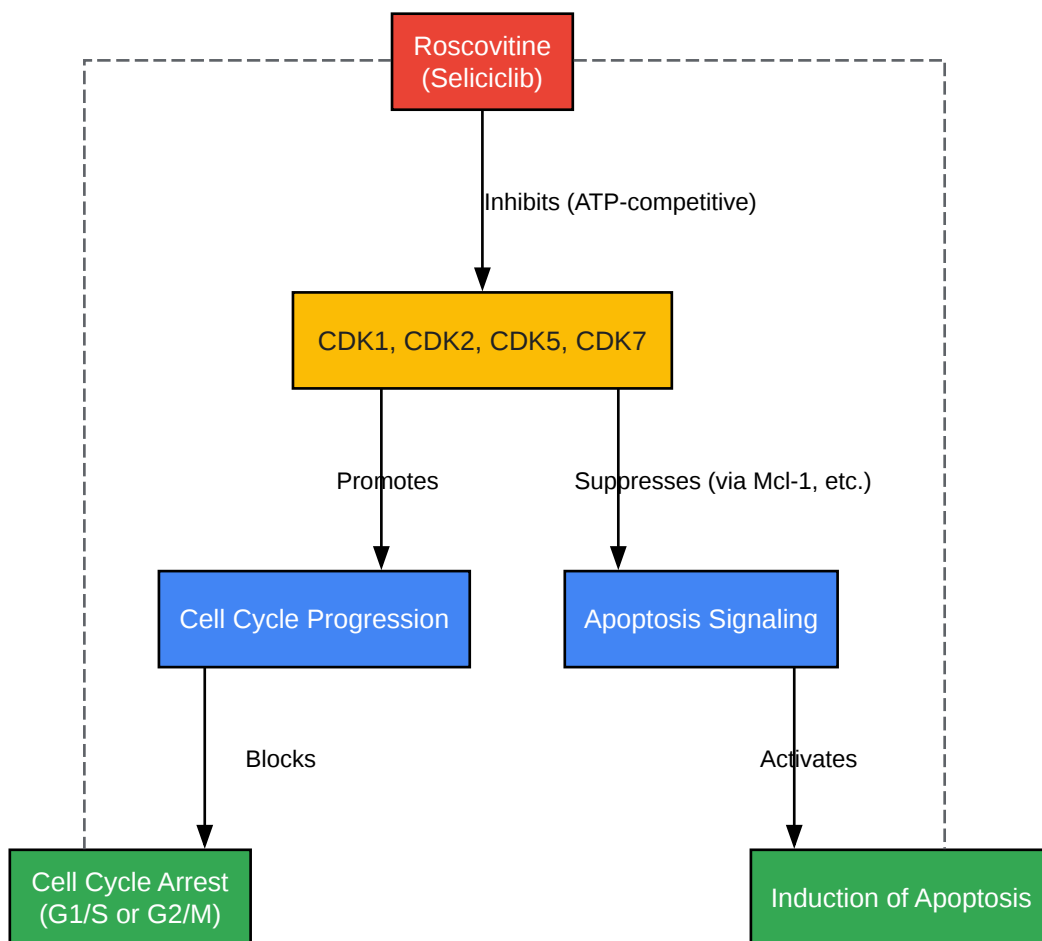 Roscovitine
(Seliciclib)
Inhibits (ATP-competitive)
CDK1, CDK2, CDK5, CDK7
Promotes
Suppresses (via Mcl-1, etc.)
Cell Cycle Progression
Apoptosis Signaling
Blocks
Activates
Cell Cycle Arrest
(G1/S or G2/M)
Induction of Apoptosis